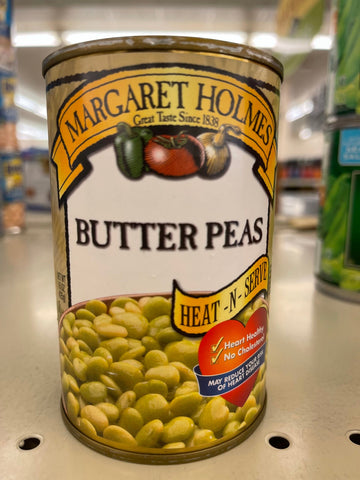 MARGARET HOLMES
Great Taste Since 1838
BUTTER PEAS
HEAT -N- SERVE
✓ Heart Healthy
✓ No Cholesterol
MAY REDUCE YOUR RISK
OF HEART DISEASE